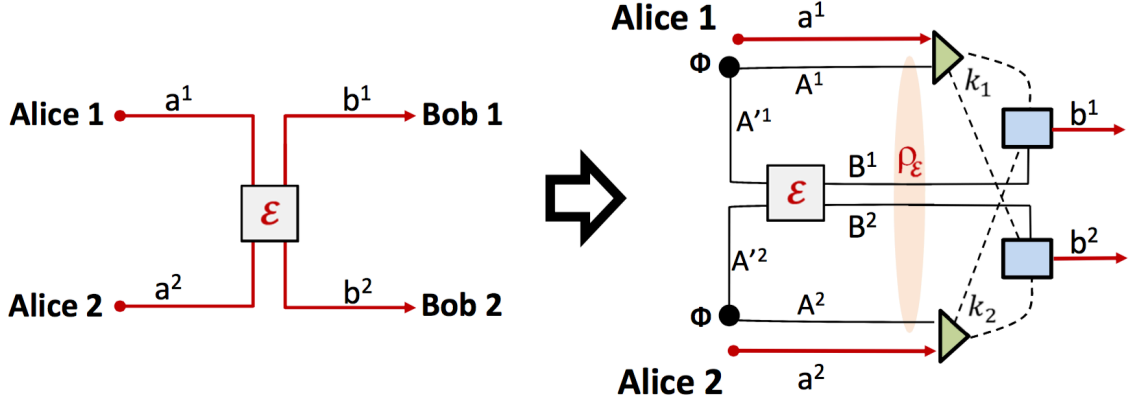 Alice 1
a¹
b¹
Bob 1
ε
Alice 2
a²
b²
Bob 2
Alice 1
a¹
Φ
A¹
k₁
A'¹
b¹
B¹
ρ_ε
ε
B²
A'²
b²
Φ
A²
k₂
Alice 2
a²